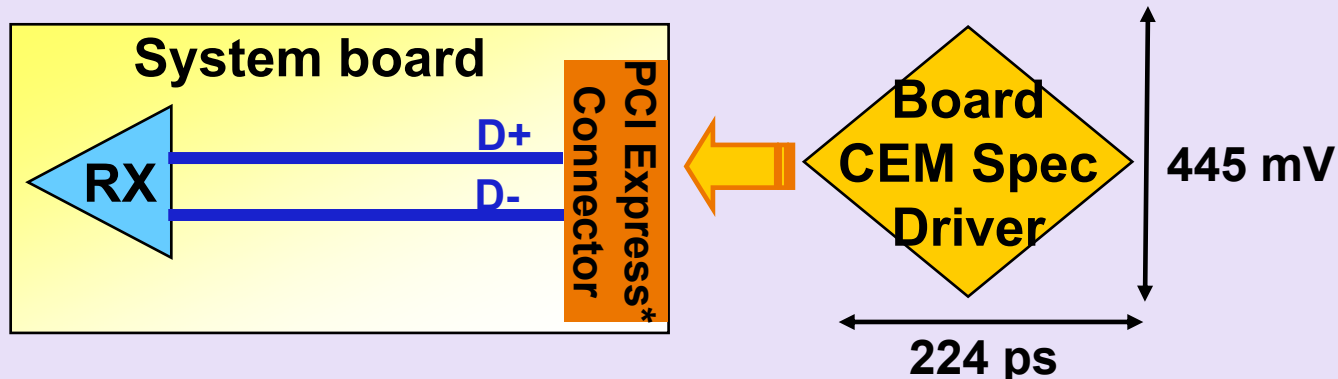 System board
RX
D+
D-
PCI Express*
Connector
Board
CEM Spec
Driver
445 mV
224 ps